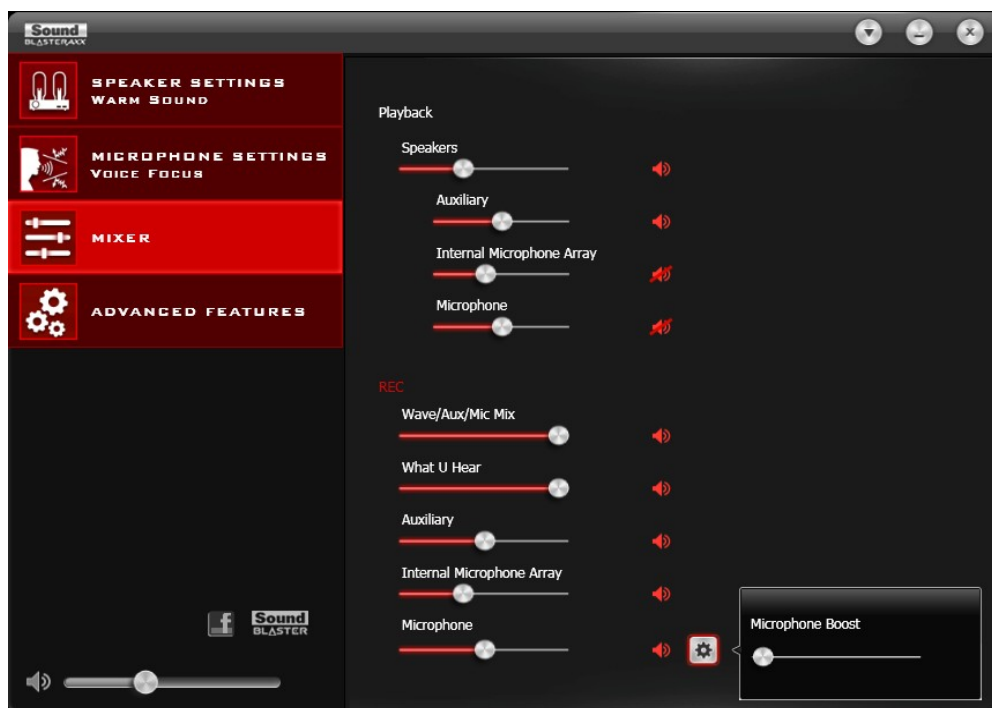 Sound
BLASTERAXX
SPEAKER SETTINGS
WARM SOUND
MICROPHONE SETTINGS
VOICE FOCUS
MIXER
ADVANCED FEATURES
f
Sound
BLASTER
Playback
Speakers
Auxiliary
Internal Microphone Array
Microphone
REC
Wave/Aux/Mic Mix
What U Hear
Auxiliary
Internal Microphone Array
Microphone
Microphone Boost